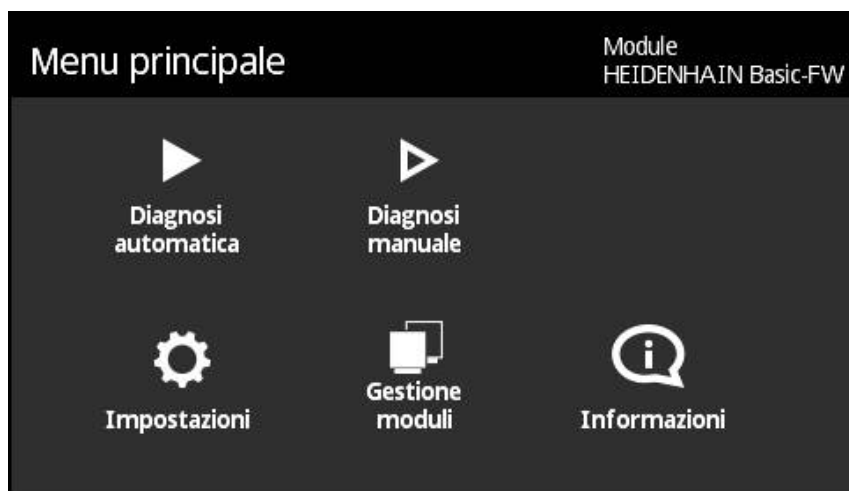 Menu principale
Module
HEIDENHAIN Basic-FW
Diagnosi
automatica
Diagnosi
manuale
Impostazioni
Gestione
moduli
Informazioni